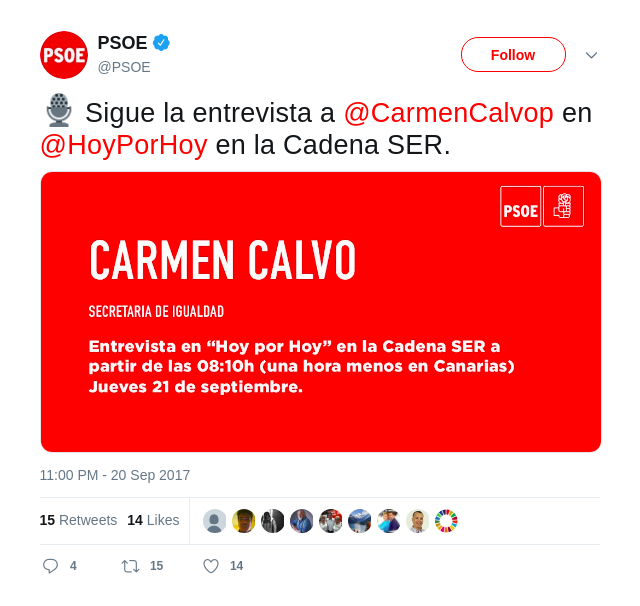 PSOE
PSOE
@PSOE
Follow
Sigue la entrevista a @CarmenCalvop en
@HoyPorHoy en la Cadena SER.
PSOE
CARMEN CALVO
SECRETARIA DE IGUALDAD
Entrevista en “Hoy por Hoy” en la Cadena SER a
partir de las 08:10h (una hora menos en Canarias)
Jueves 21 de septiembre.
11:00 PM - 20 Sep 2017
15 Retweets 14 Likes
4 15 14